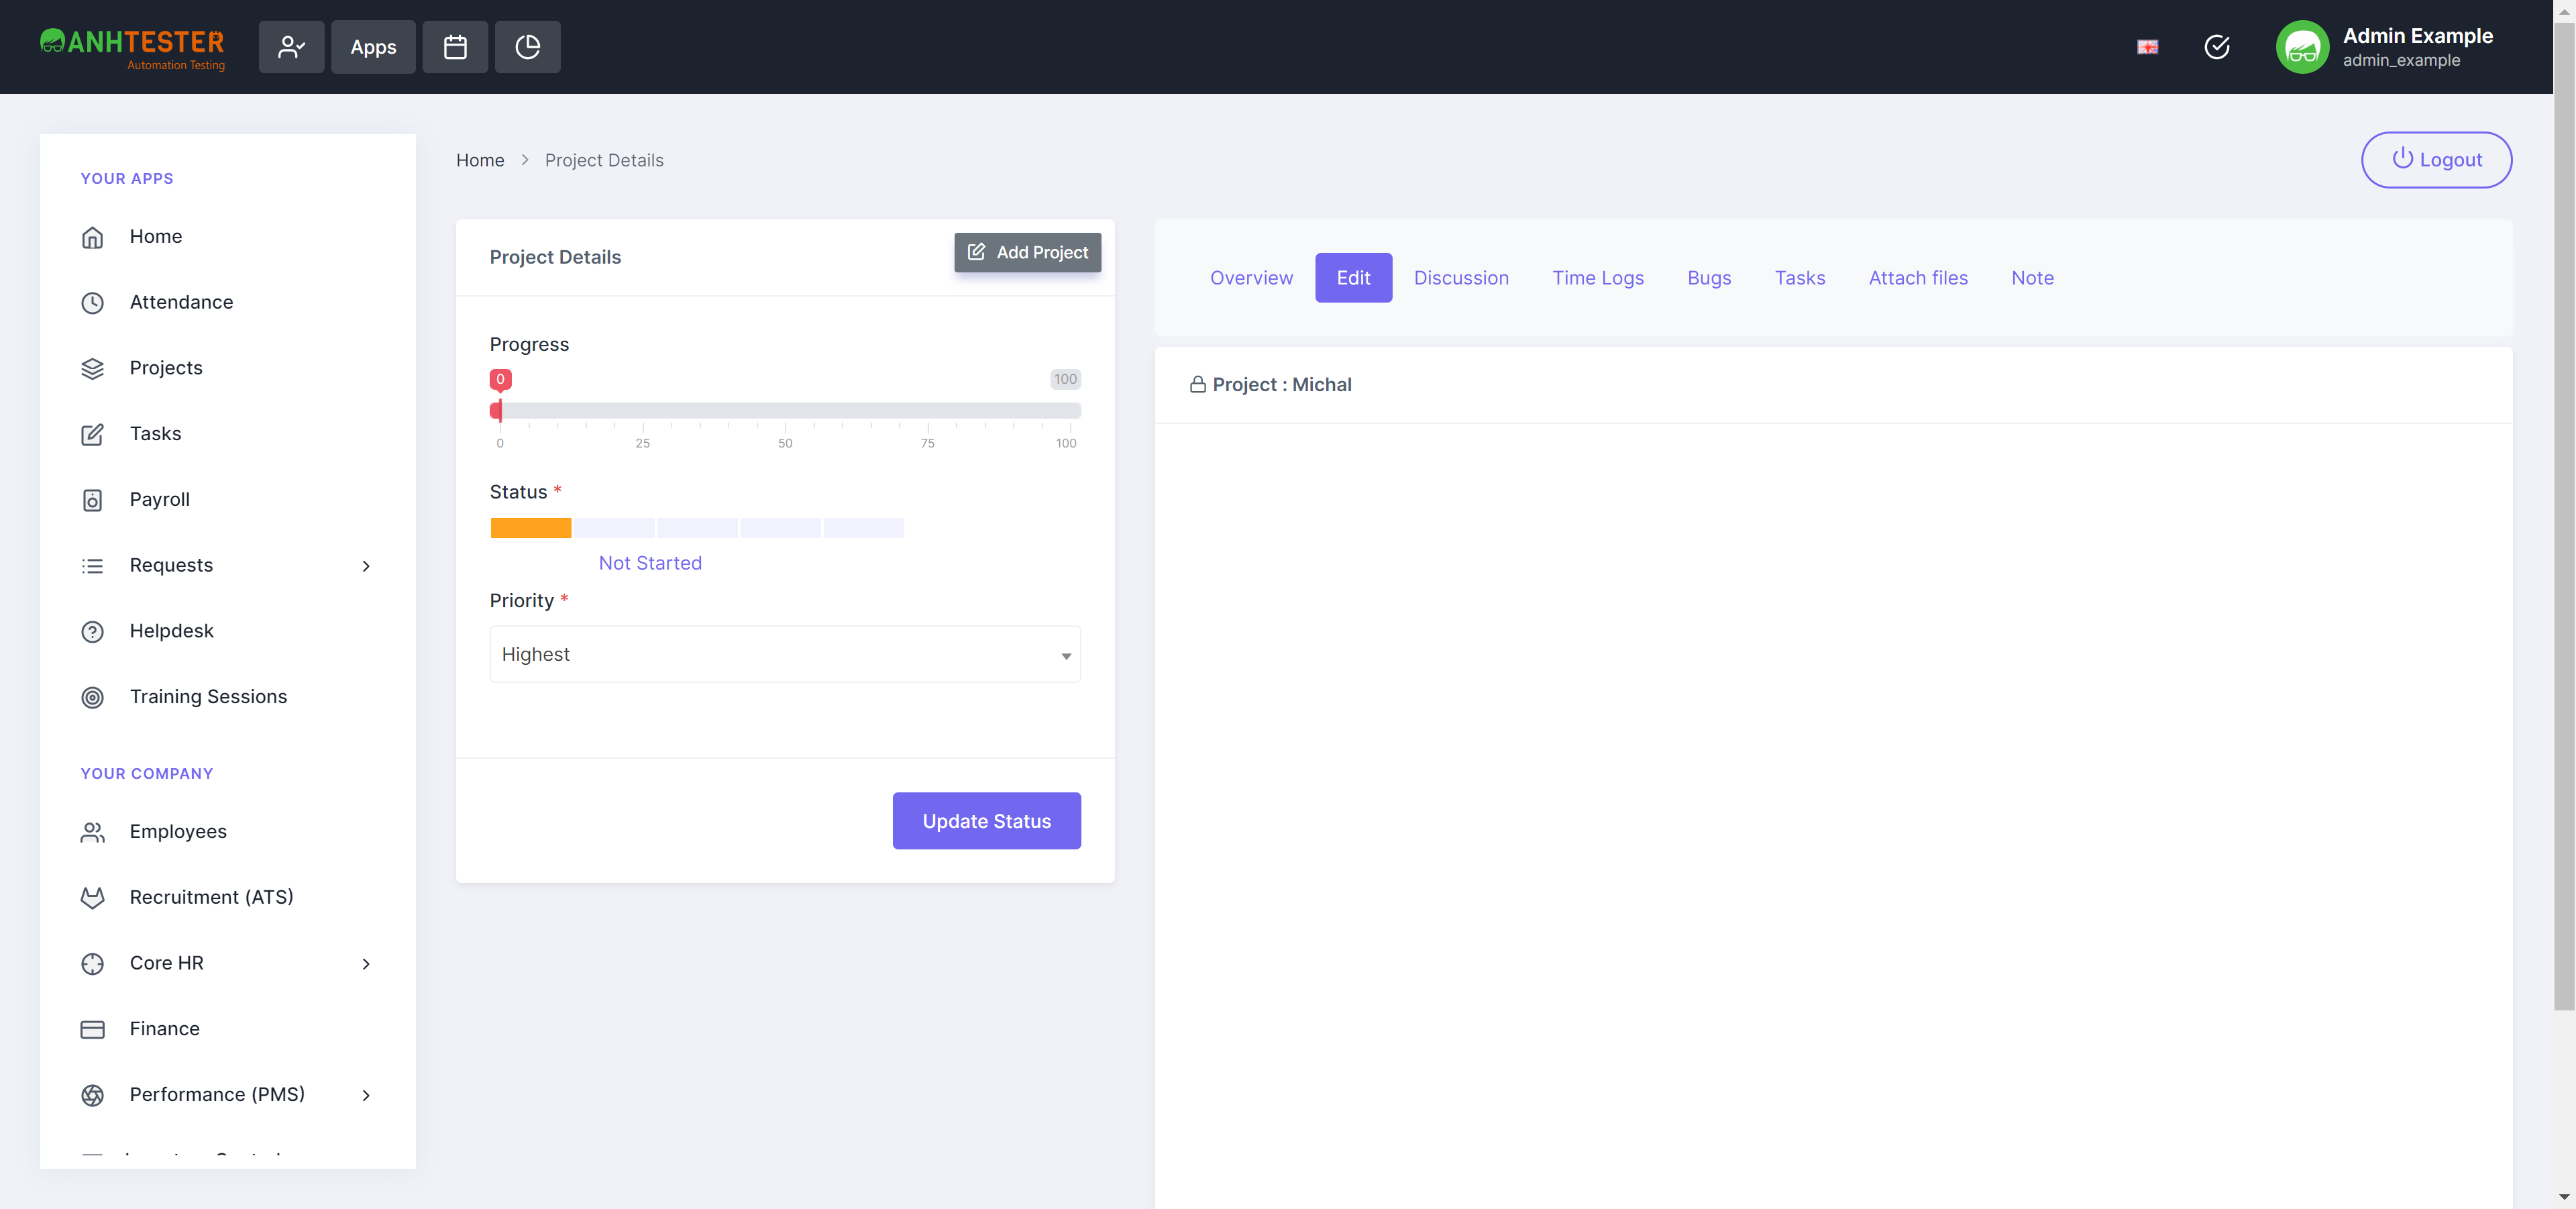 ANHTESTER
Automation Testing
Apps
Admin Example
admin_example
YOUR APPS
Home
Attendance
Projects
Tasks
Payroll
Requests
Helpdesk
Training Sessions
YOUR COMPANY
Employees
Recruitment (ATS)
Core HR
Finance
Performance (PMS)
Home > Project Details
Logout
Project Details
Add Project
Progress
0 100
0 25 50 75 100
Status *
Not Started
Priority *
Highest
Update Status
Overview Edit Discussion Time Logs Bugs Tasks Attach files Note
Project : Michal